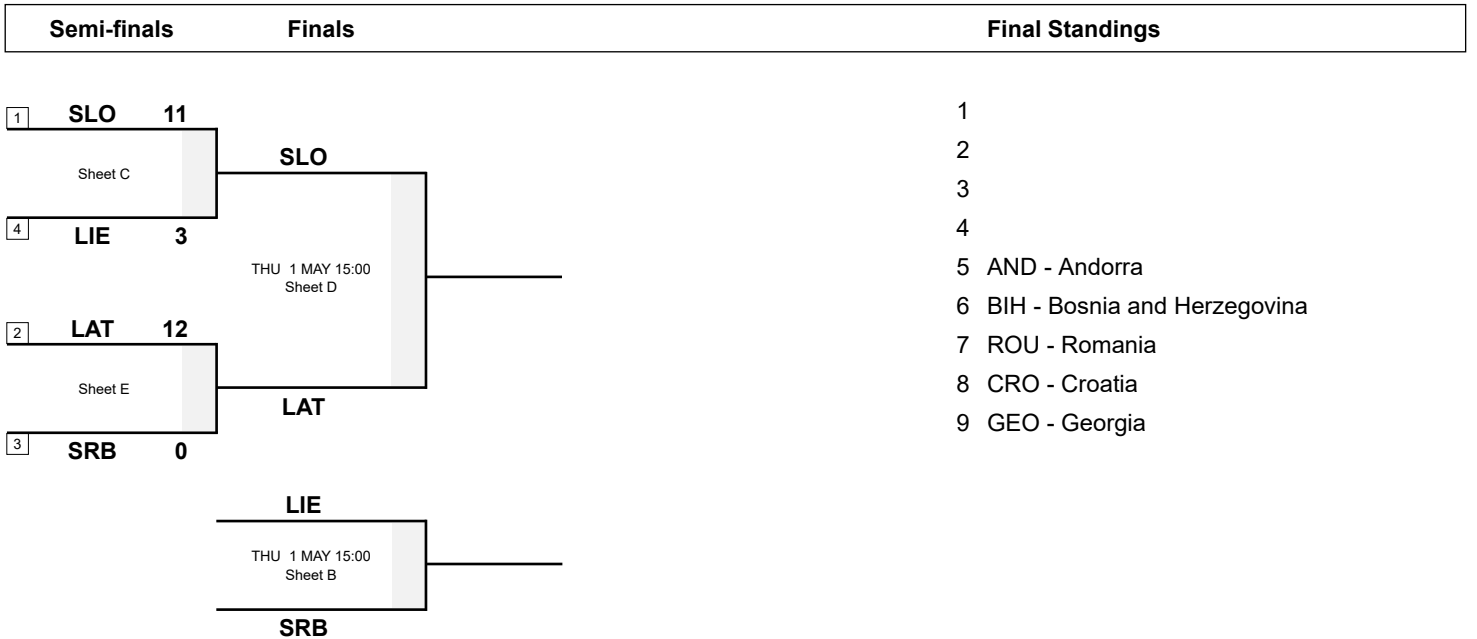 Semi-finals Finals Final Standings
1 SLO 11
Sheet C
4 LIE 3
SLO
THU 1 MAY 15:00
Sheet D
LAT
2 LAT 12
Sheet E
3 SRB 0
LIE
THU 1 MAY 15:00
Sheet B
SRB
1
2
3
4
5 AND - Andorra
6 BIH - Bosnia and Herzegovina
7 ROU - Romania
8 CRO - Croatia
9 GEO - Georgia